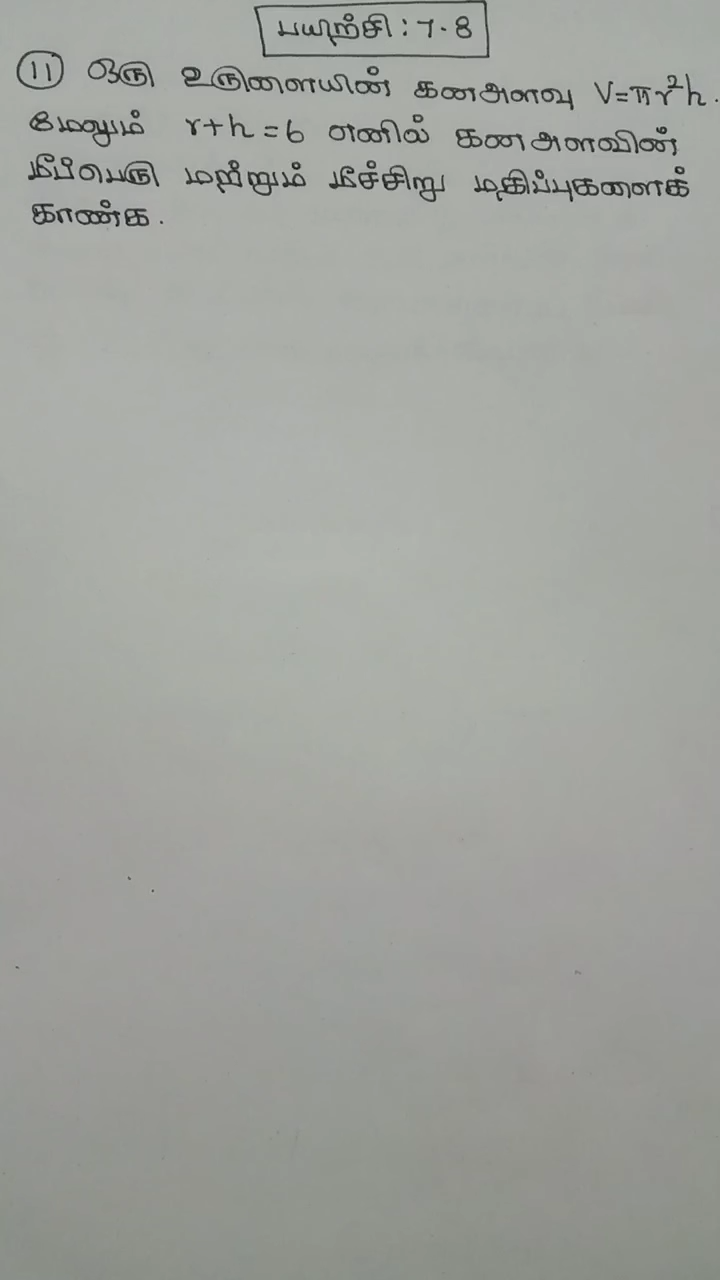 பயிற்சி : 7.8
11 ஒரு உருளையின் கனஅளவு V=πr²h.
மேலும் r+h=6 எனில் கனஅளவின்
மீப்பெரு மற்றும் மீச்சிறு மதிப்புகளைக்
காண்க.